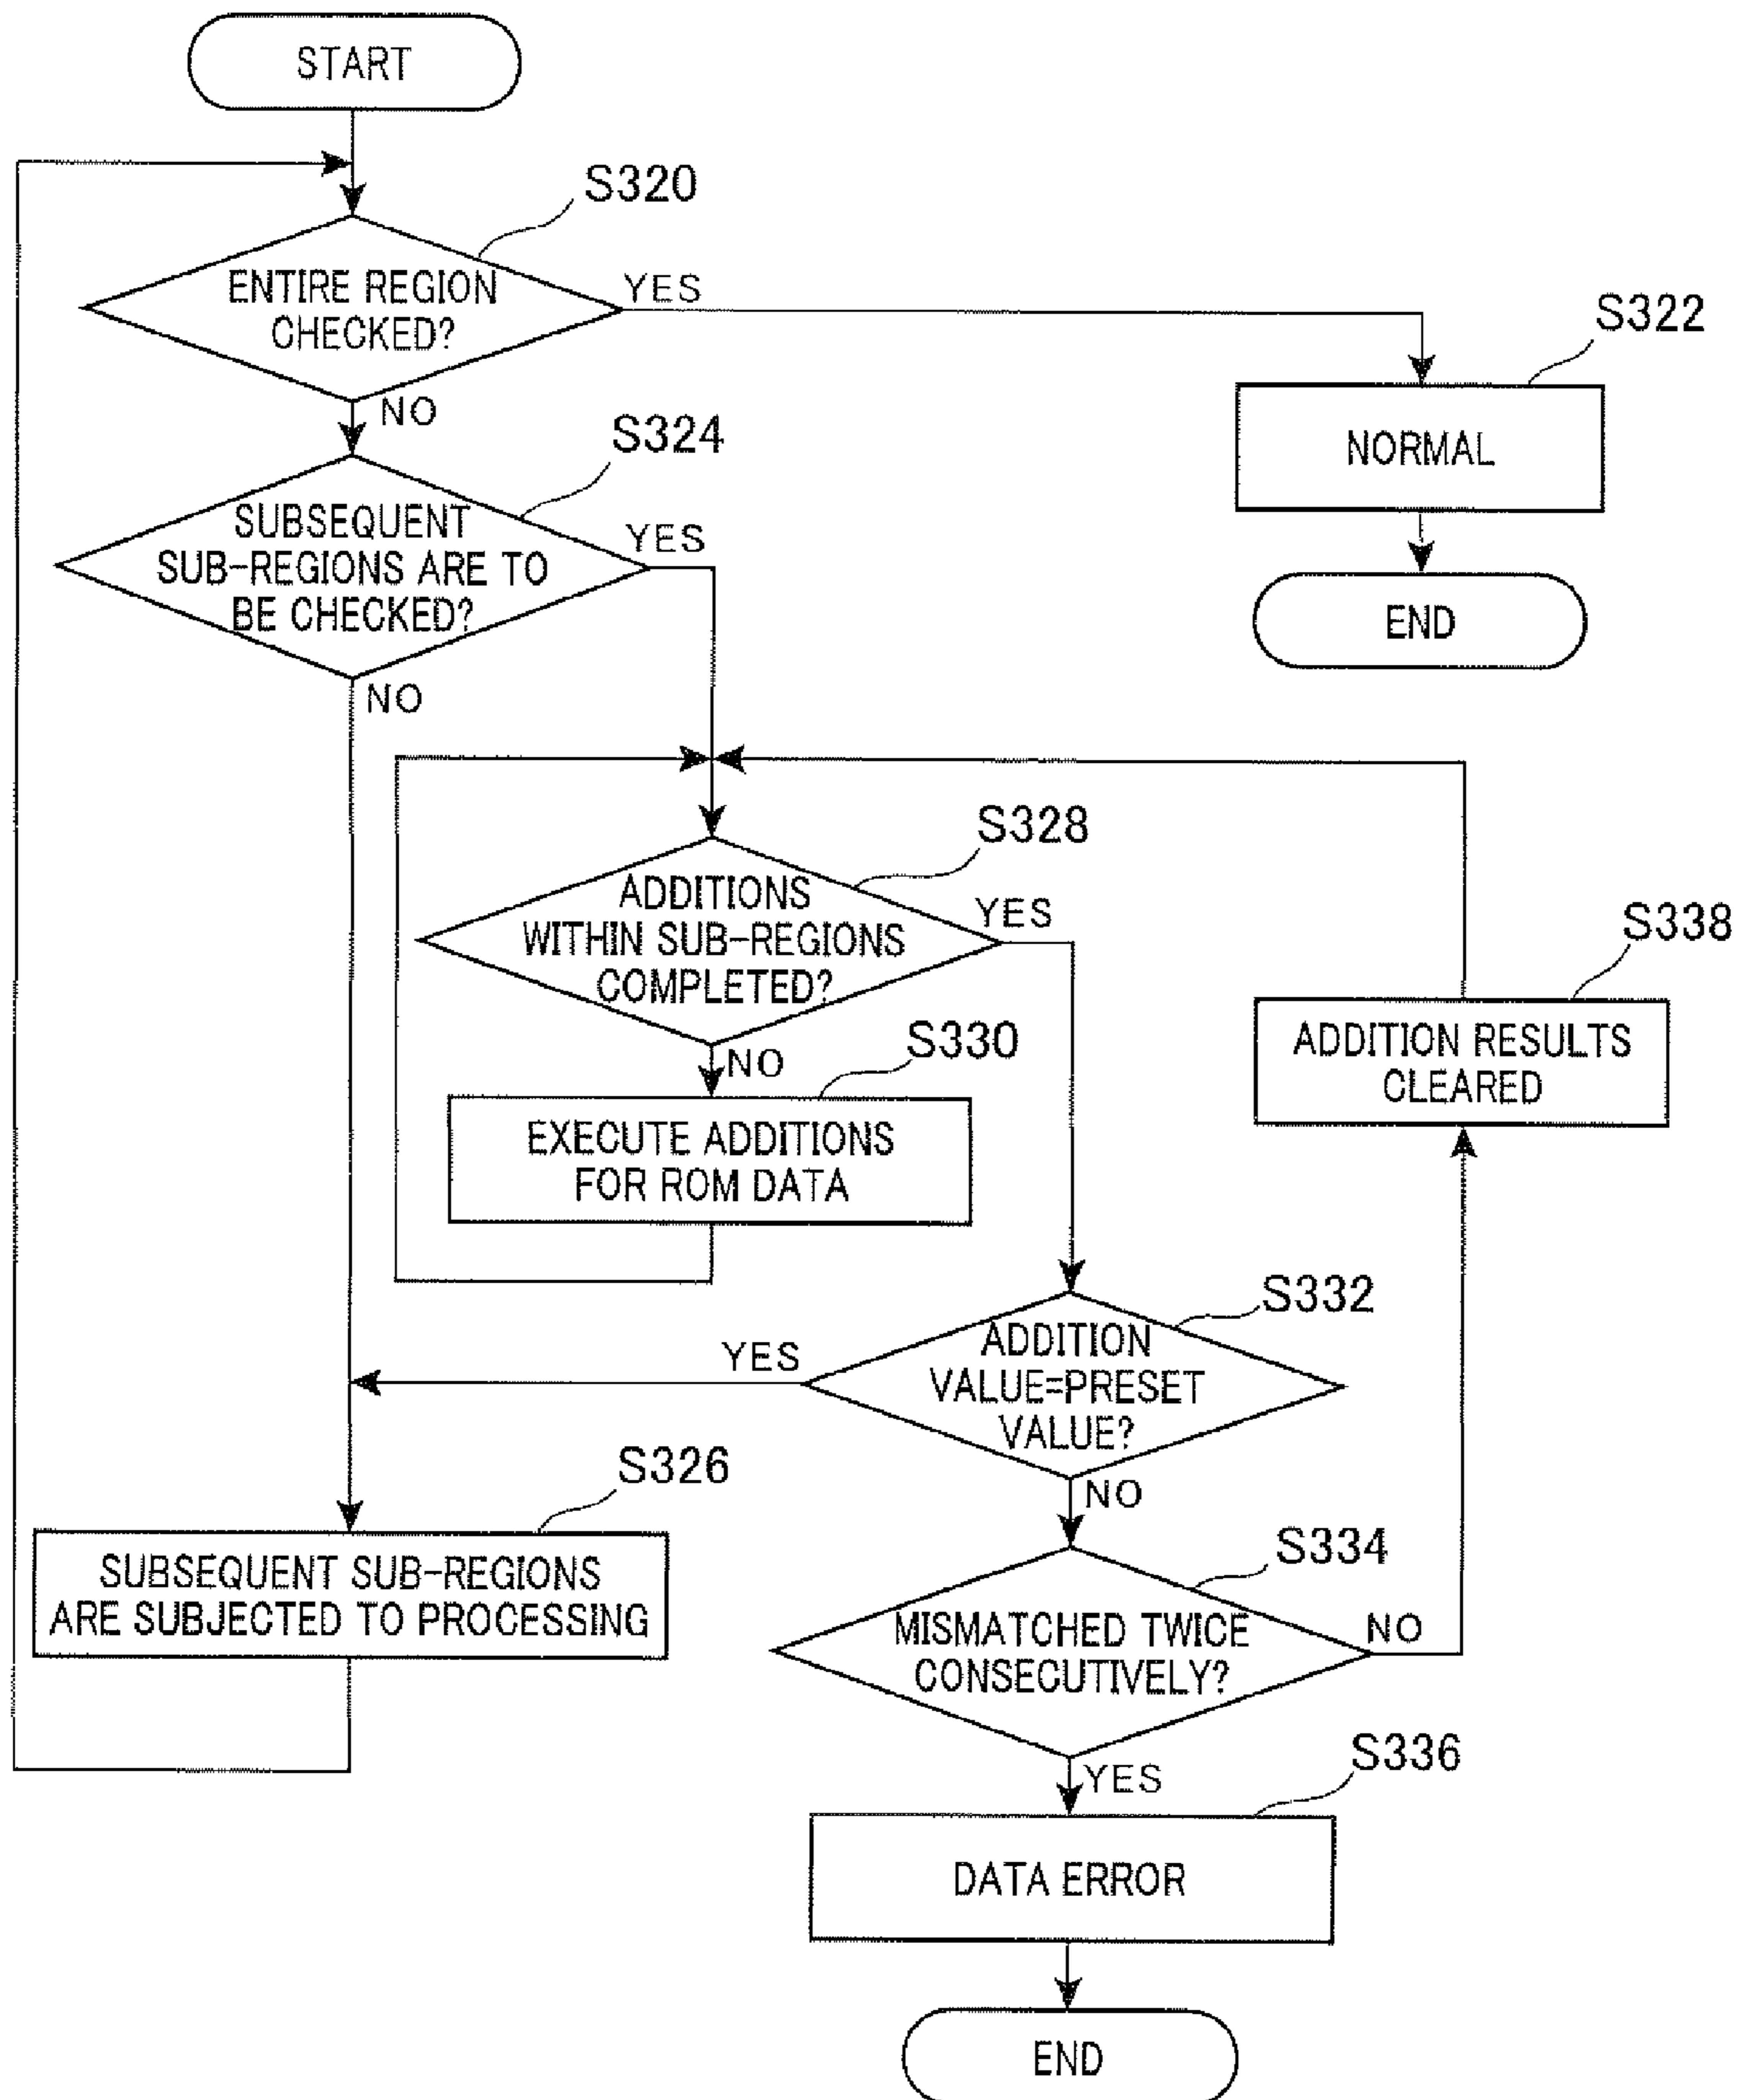 START
S320
ENTIRE REGION
CHECKED?
YES
S322
NORMAL
END
NO
S324
SUBSEQUENT
SUB-REGIONS ARE TO
BE CHECKED?
YES
NO
S328
ADDITIONS
WITHIN SUB-REGIONS
COMPLETED?
YES
S338
ADDITION RESULTS
CLEARED
NO
S330
EXECUTE ADDITIONS
FOR ROM DATA
S332
ADDITION
VALUE=PRESET
VALUE?
YES
NO
S326
SUBSEQUENT SUB-REGIONS
ARE SUBJECTED TO PROCESSING
S334
MISMATCHED TWICE
CONSECUTIVELY?
NO
YES
S336
DATA ERROR
END